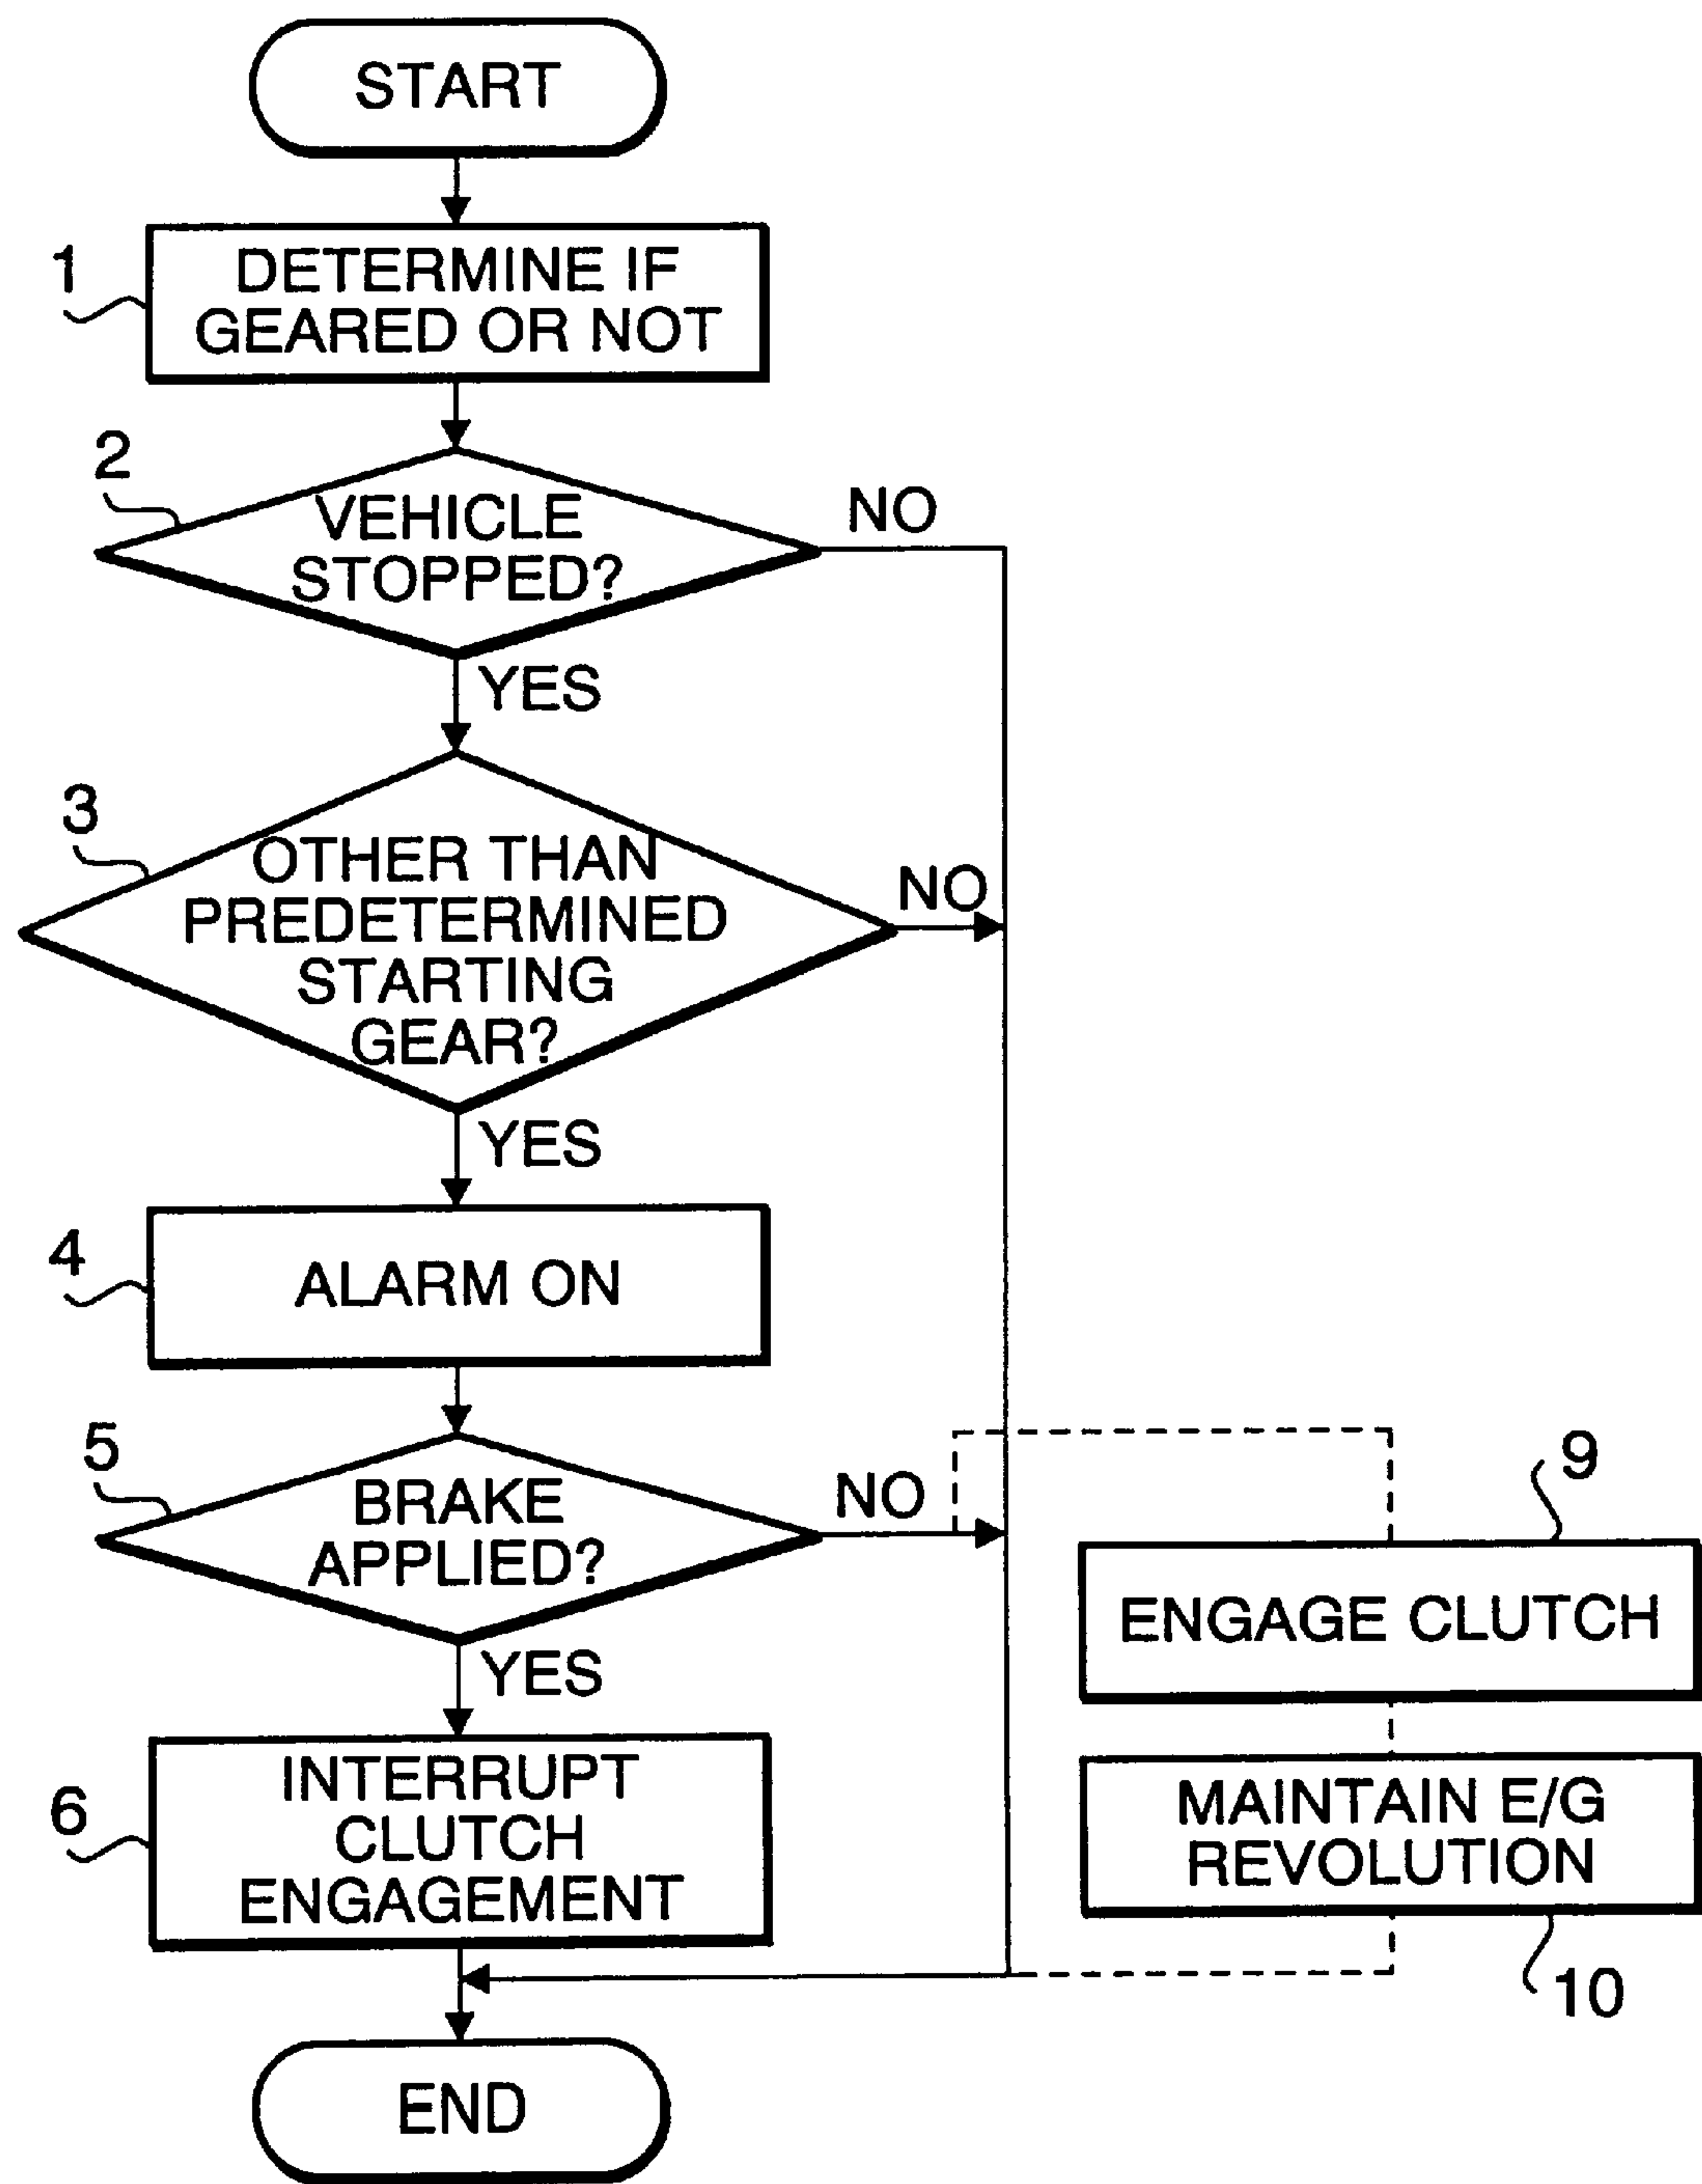 START
1
DETERMINE IF
GEARED OR NOT
2
VEHICLE
STOPPED?
NO
YES
3
OTHER THAN
PREDETERMINED
STARTING
GEAR?
NO
YES
4
ALARM ON
5
BRAKE
APPLIED?
NO
YES
9
ENGAGE CLUTCH
6
INTERRUPT
CLUTCH
ENGAGEMENT
MAINTAIN E/G
REVOLUTION
10
END